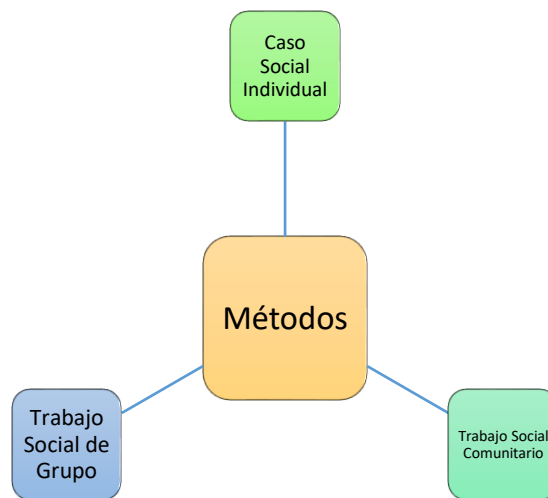 Caso
Social
Individual
Métodos
Trabajo
Social de
Grupo
Trabajo Social
Comunitario